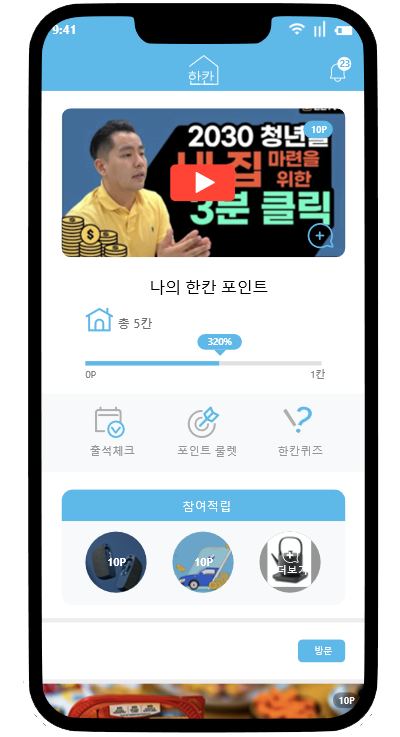 9:41
한칸
23
2030 청년들
10P
내 집 마련을
위한
3분 클릭
나의 한칸 포인트
총 5칸
320%
0P
1칸
출석체크
포인트 룰렛
한칸퀴즈
참여적립
10P
10P
더보기
방문
10P